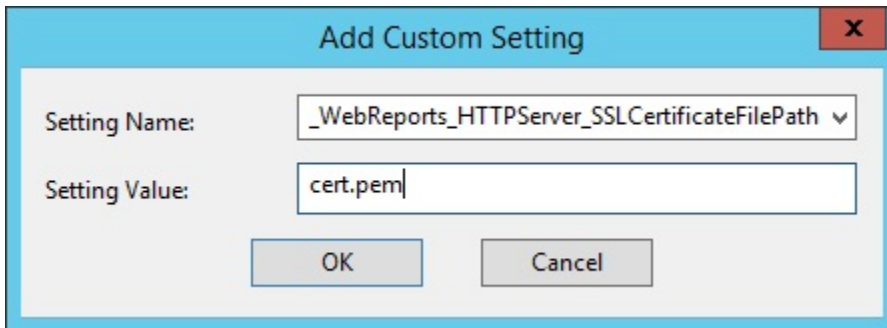 Add Custom Setting
x
Setting Name: _WebReports_HTTPServer_SSLCertificateFilePath
Setting Value: cert.pem
OK Cancel